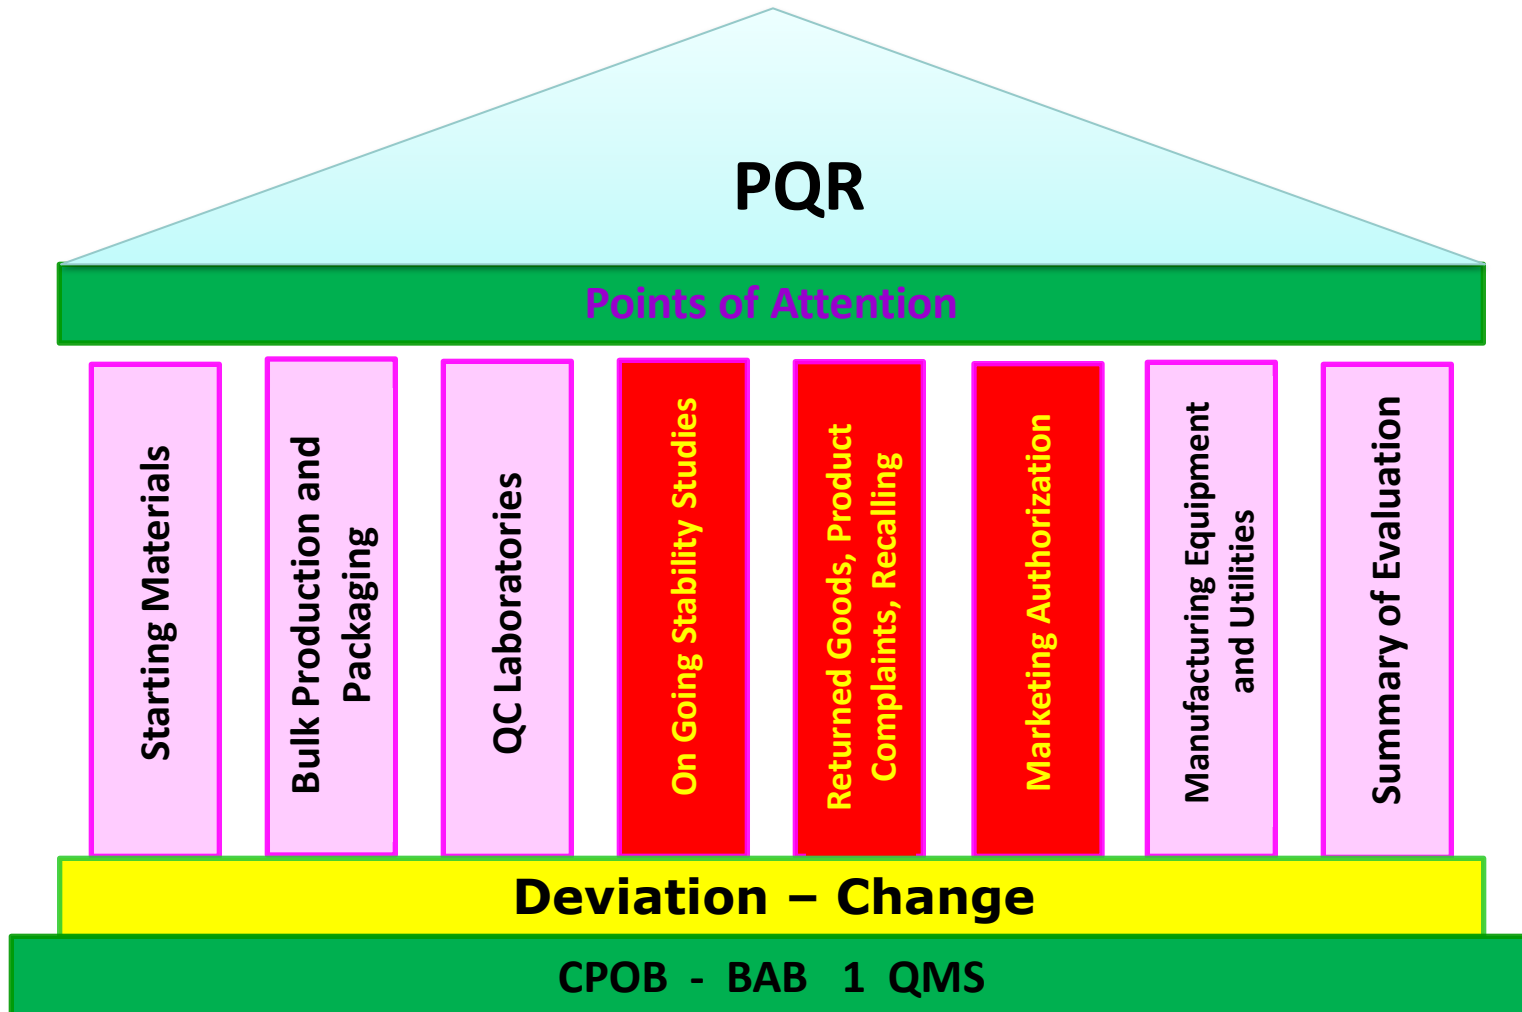 PQR
Points of Attention
Starting Materials
Bulk Production and
Packaging
QC Laboratories
On Going Stability Studies
Returned Goods, Product
Complaints, Recalling
Marketing Authorization
Manufacturing Equipment
and Utilities
Summary of Evaluation
Deviation – Change
CPOB - BAB 1 QMS